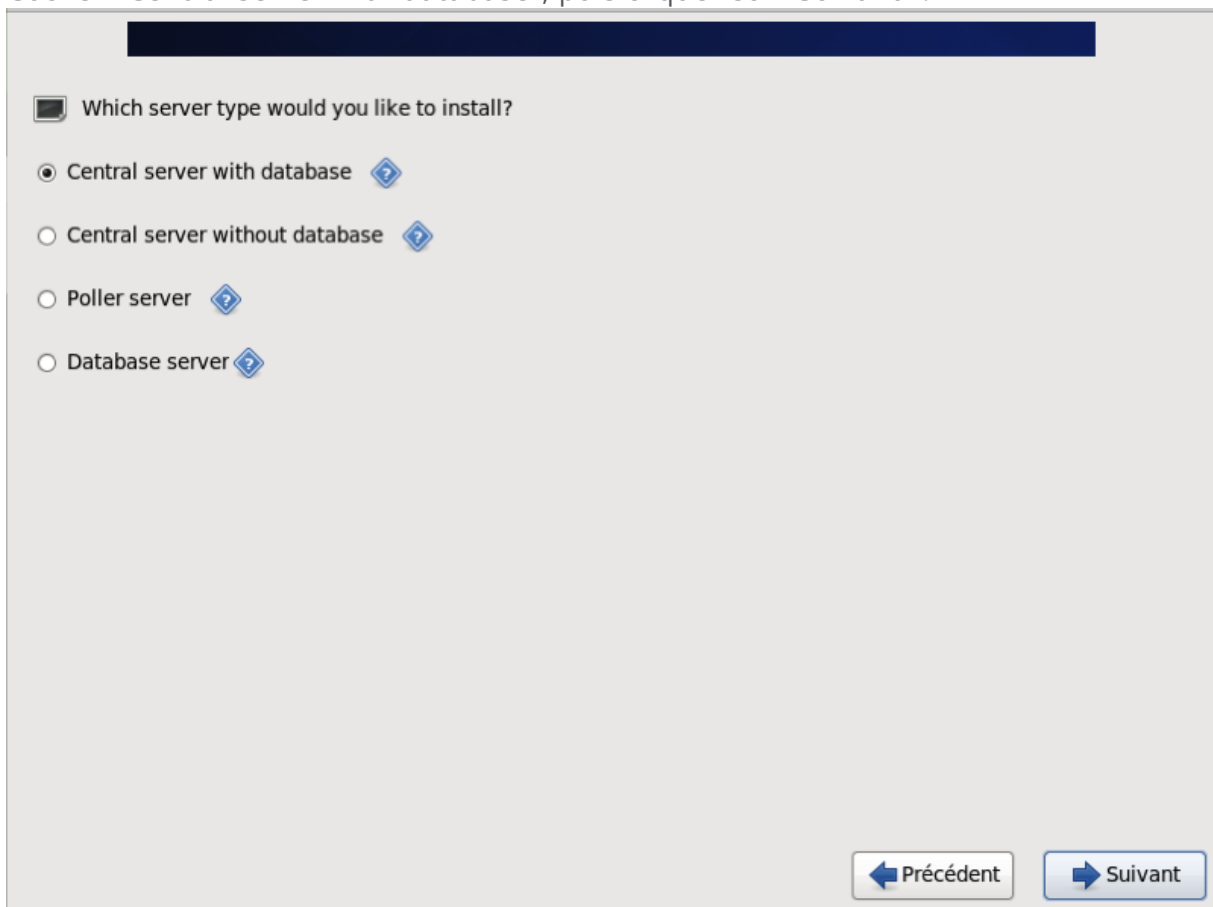 Which server type would you like to install?
Central server with database
Central server without database
Poller server
Database server
Précédent
Suivant